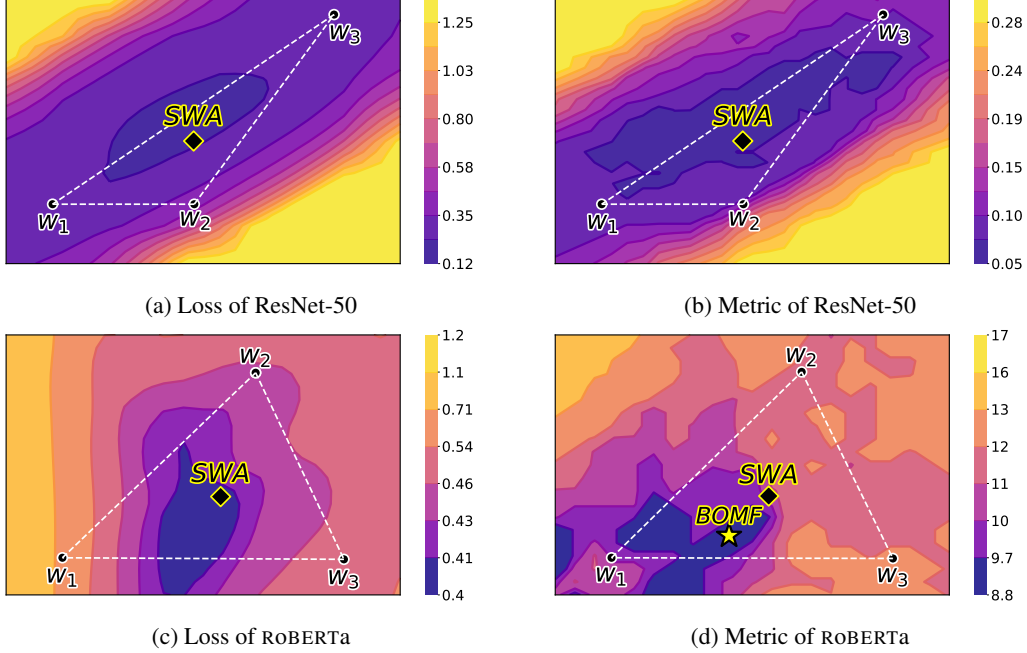 w₃
SWA
w₁
w₂
1.25
1.03
0.80
0.58
0.35
0.12
w₃
SWA
w₁
w₂
0.28
0.24
0.19
0.15
0.10
0.05
(a) Loss of ResNet-50
(b) Metric of ResNet-50
w₂
SWA
w₁
w₃
1.2
1.1
0.71
0.54
0.46
0.43
0.41
0.4
w₂
SWA
BOMF
w₁
w₃
17
16
13
12
11
10
9.7
8.8
(c) Loss of RoBERTa
(d) Metric of RoBERTa